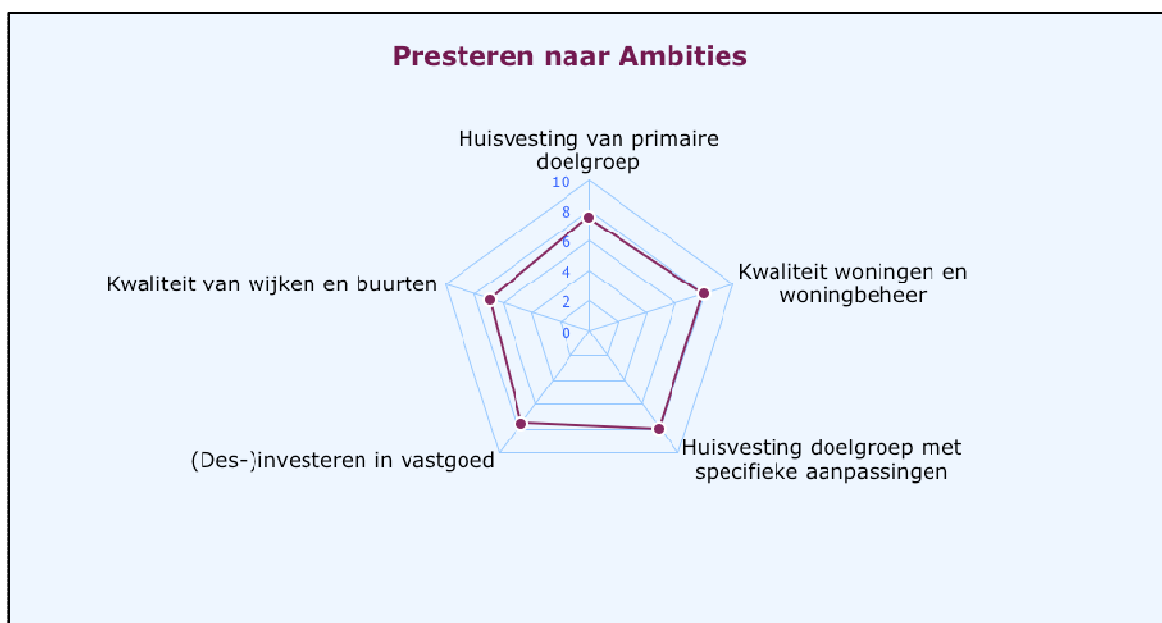 Presteren naar Ambities
Huisvesting van primaire
doelgroep
10
8
6
4
2
0
Kwaliteit woningen en
woningbeheer
Kwaliteit van wijken en buurten
Huisvesting doelgroep met
specifieke aanpassingen
(Des-)investeren in vastgoed